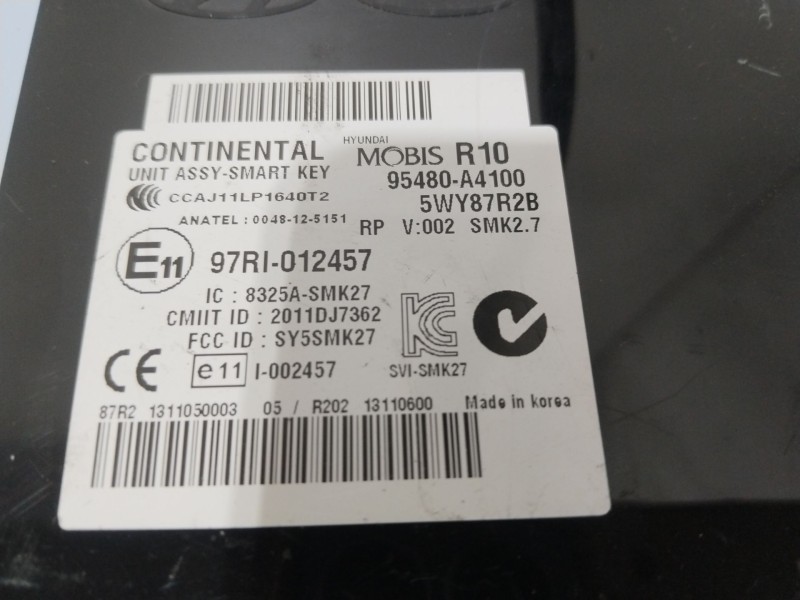 CONTINENTAL HYUNDAI MOBIS R10
UNIT ASSY-SMART KEY 95480-A4100
CCAJ11LP1640T2 5WY87R2B
ANATEL : 0048-12-5151 RP V:002 SMK2.7
E11 97RI-012457
IC : 8325A-SMK27
CMIIT ID : 2011DJ7362
FCC ID : SY5SMK27
CE e11 I-002457 SVI-SMK27
87R2 1311050003 05 / R202 13110600 Made in korea